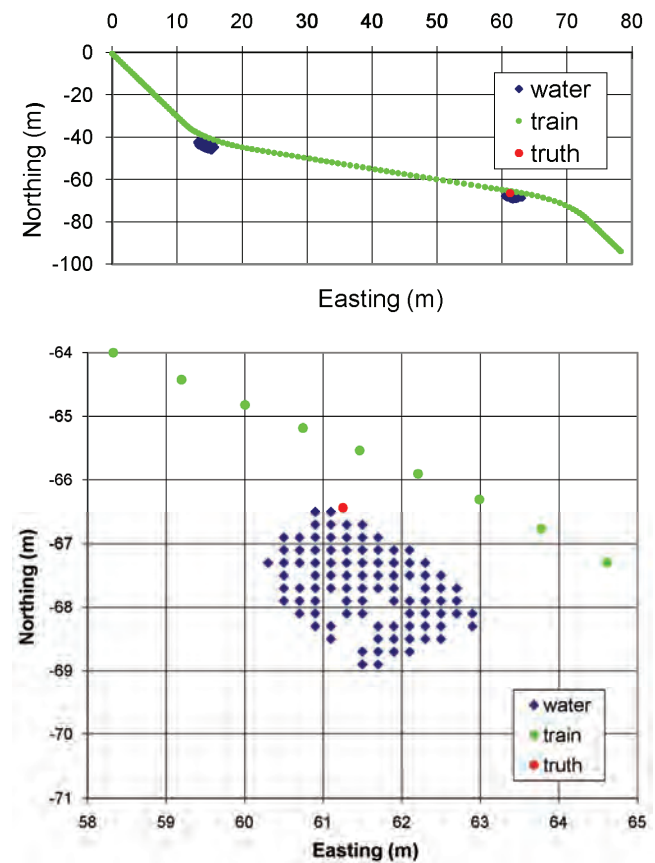 0 10 20 30 40 50 60 70 80
0
-20
-40
-60
-80
-100
Northing (m)
water
train
truth
Easting (m)
-64
-65
-66
-67
-68
-69
-70
-71
Northing (m)
water
train
truth
58 59 60 61 62 63 64 65
Easting (m)